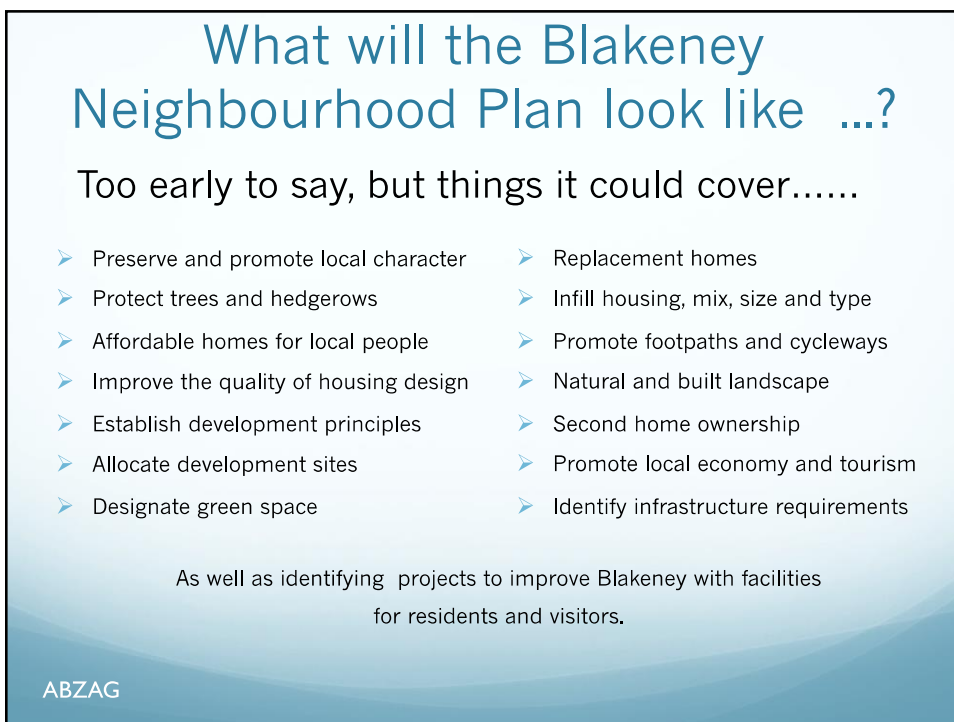 What will the Blakeney
Neighbourhood Plan look like ...?
Too early to say, but things it could cover......
➢ Preserve and promote local character
➢ Protect trees and hedgerows
➢ Affordable homes for local people
➢ Improve the quality of housing design
➢ Establish development principles
➢ Allocate development sites
➢ Designate green space
➢ Replacement homes
➢ Infill housing, mix, size and type
➢ Promote footpaths and cycleways
➢ Natural and built landscape
➢ Second home ownership
➢ Promote local economy and tourism
➢ Identify infrastructure requirements
As well as identifying projects to improve Blakeney with facilities
for residents and visitors.
ABZAG